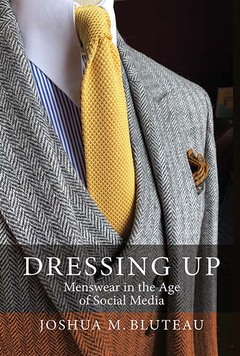 DRESSING UP
Menswear in the Age
of Social Media
JOSHUA M. BLUTEAU